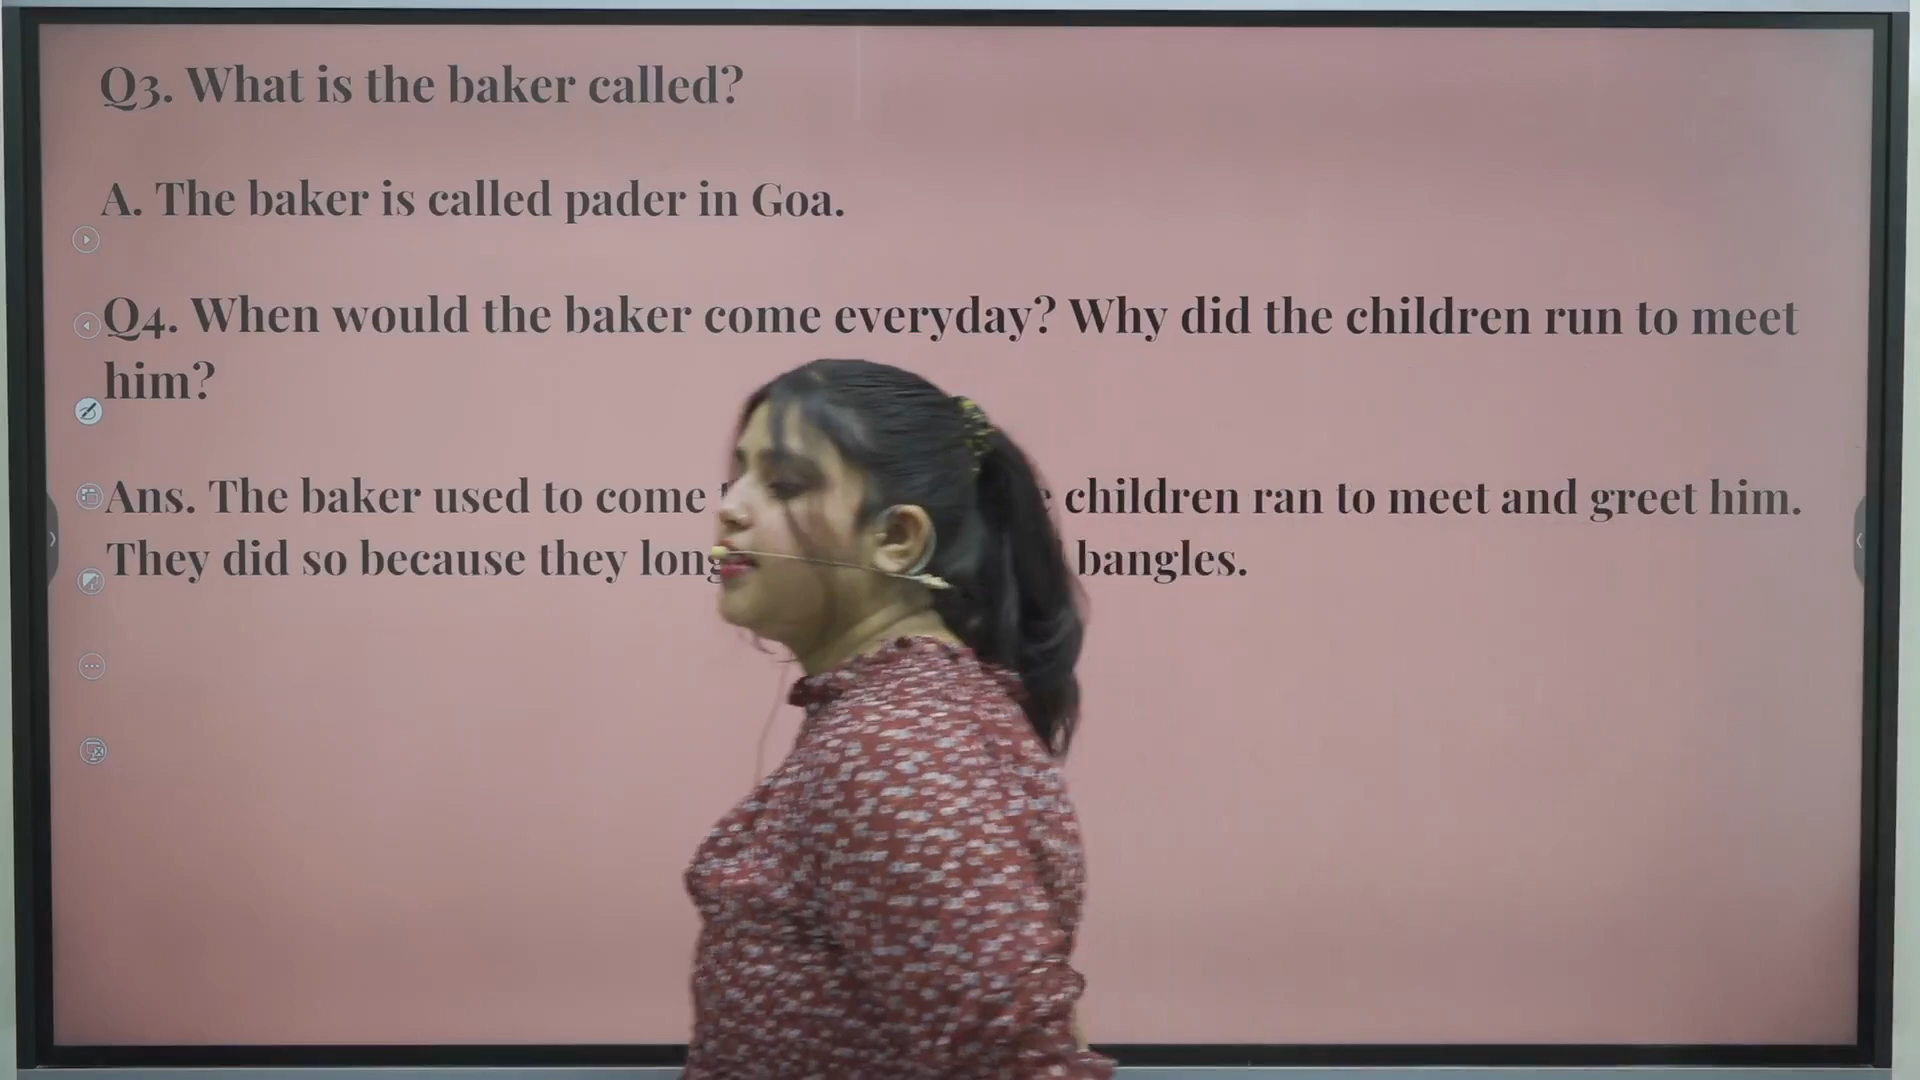 Q3. What is the baker called?
A. The baker is called pader in Goa.
Q4. When would the baker come everyday? Why did the children run to meet
him?
Ans. The baker used to come children ran to meet and greet him.
They did so because they bangles.